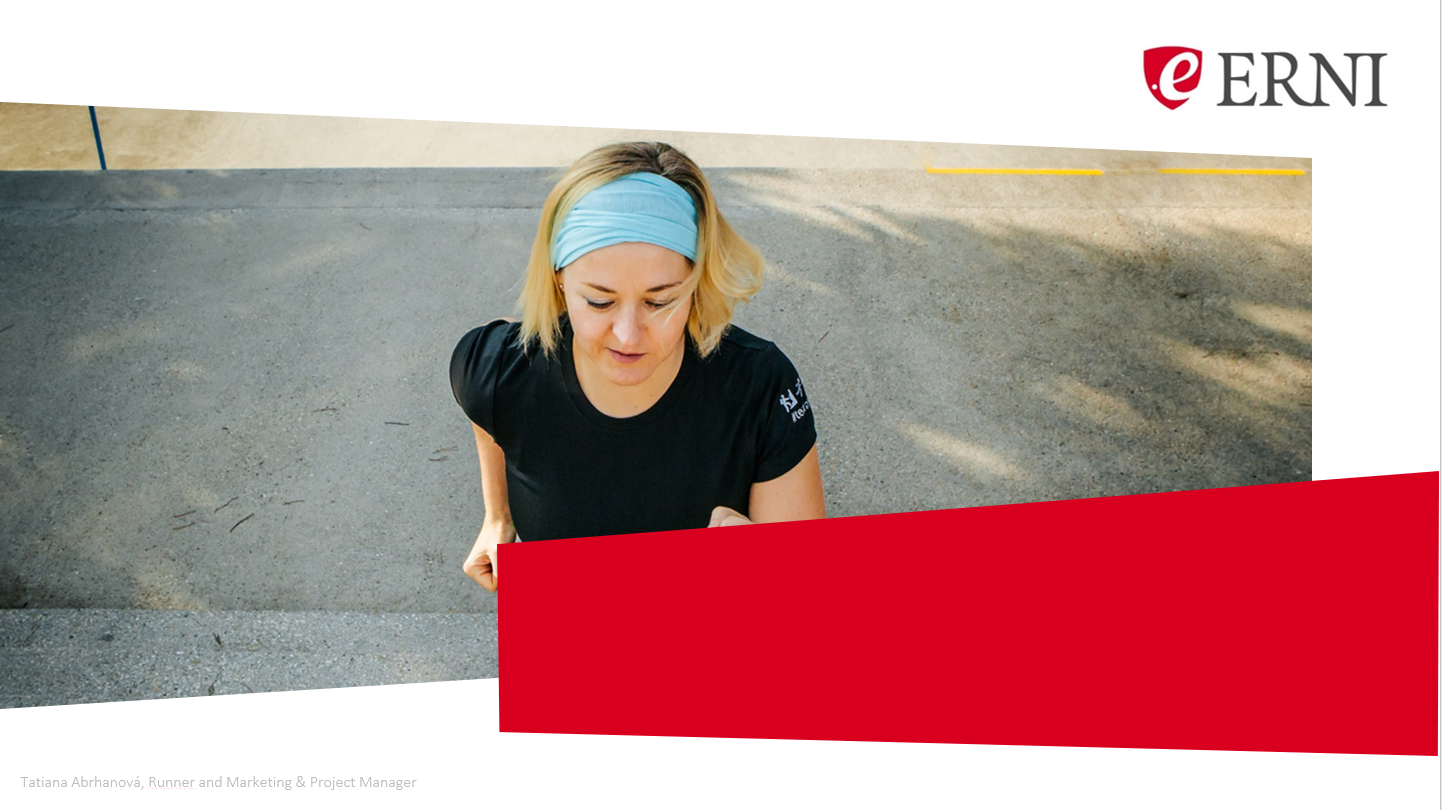 ERNI
Tatiana Abrhanová, Runner and Marketing & Project Manager